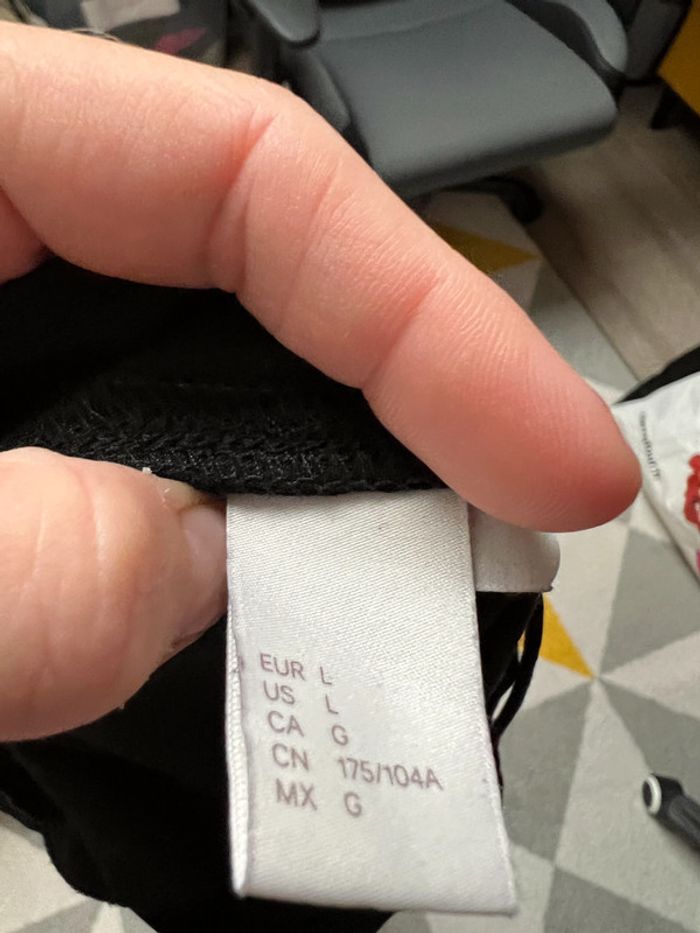 EUR L
US L
CA G
CN 175/104A
MX G